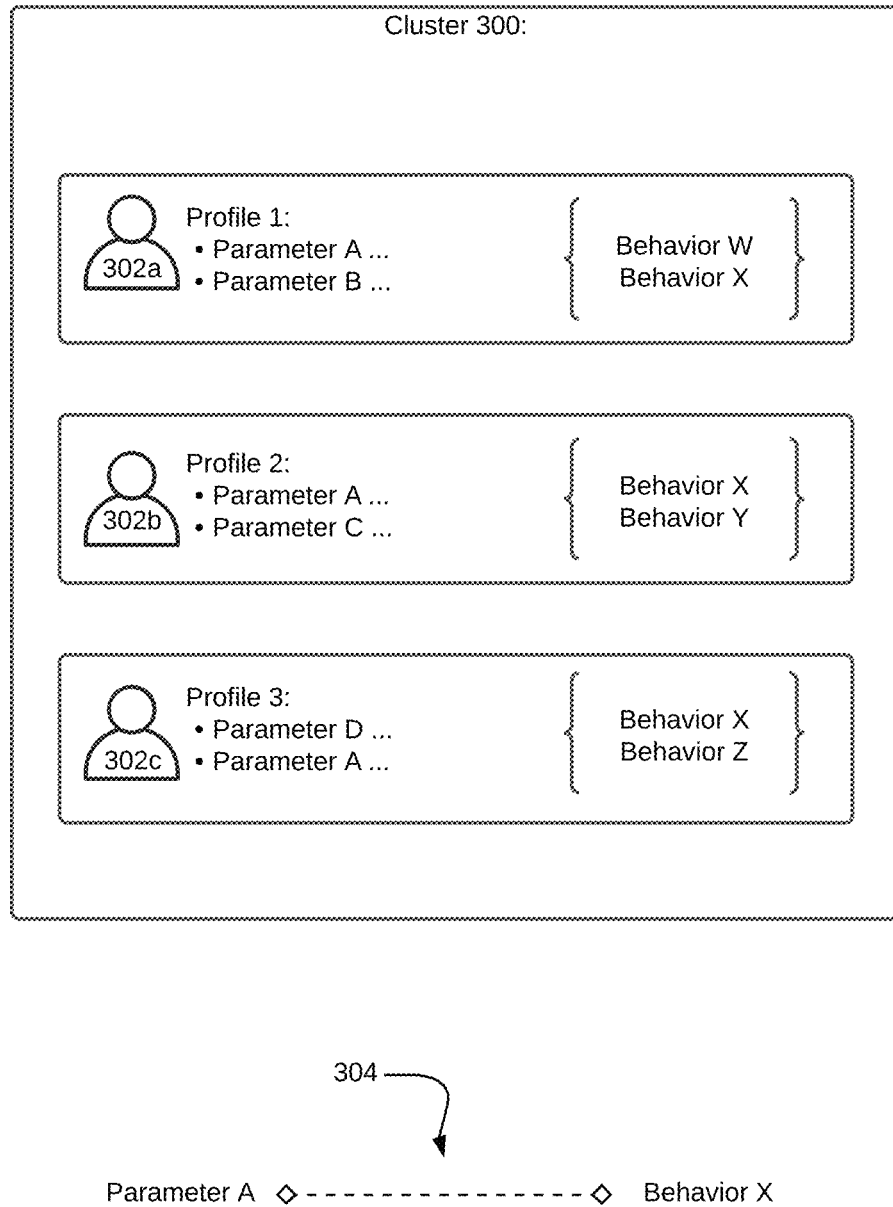 Cluster 300:
Profile 1:
302a
• Parameter A ...
• Parameter B ...
Behavior W
Behavior X
Profile 2:
302b
• Parameter A ...
• Parameter C ...
Behavior X
Behavior Y
Profile 3:
302c
• Parameter D ...
• Parameter A ...
Behavior X
Behavior Z
304
Parameter A
Behavior X